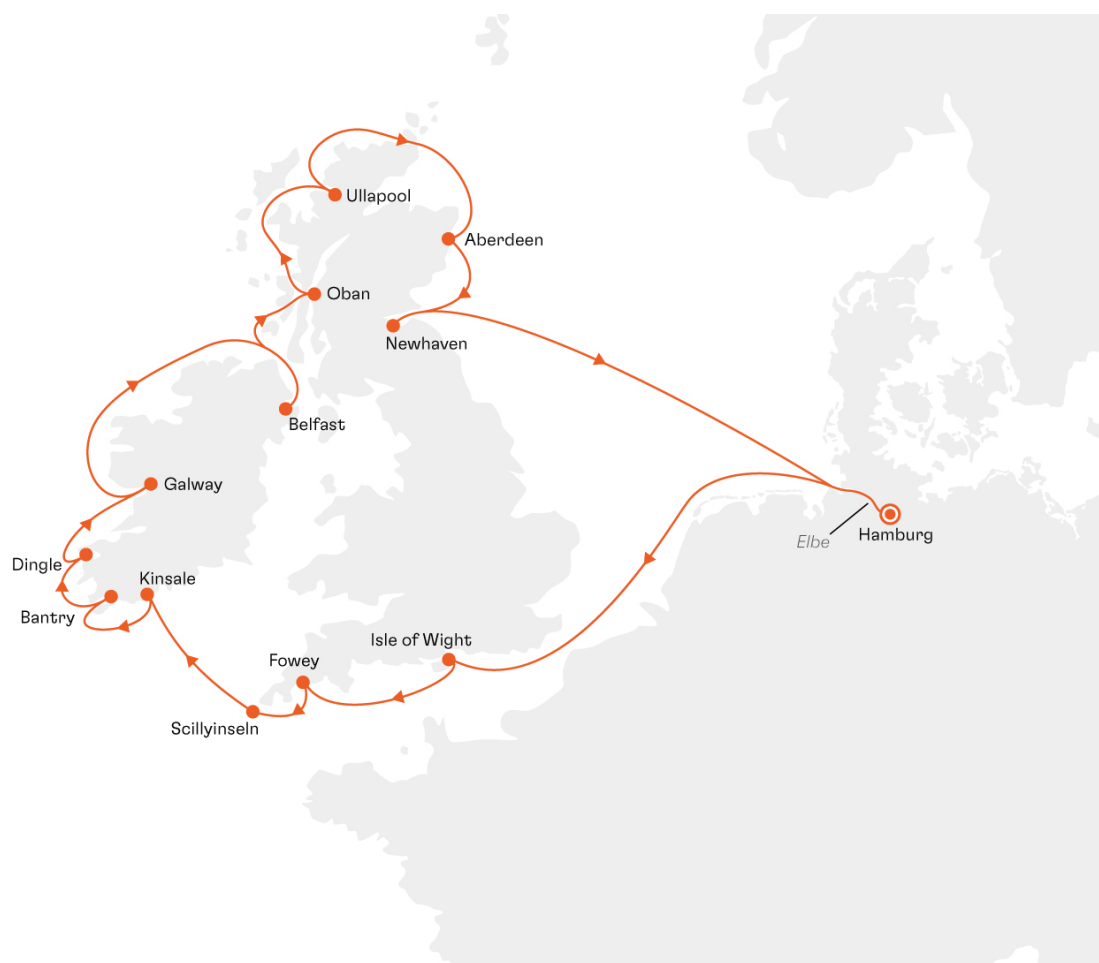 Ullapool
Aberdeen
Oban
Newhaven
Belfast
Galway
Elbe
Hamburg
Dingle
Kinsale
Bantry
Isle of Wight
Fowey
Scillyinseln